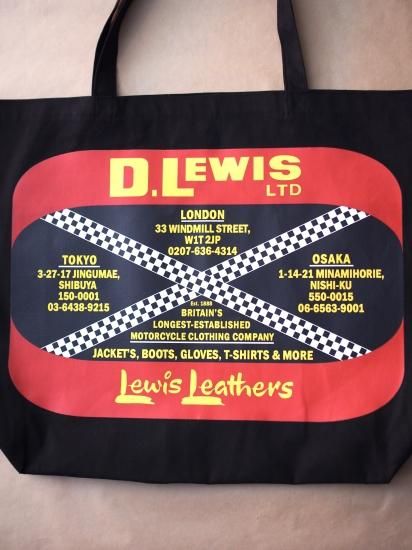 D.LEWIS
LTD
LONDON
33 WINDMILL STREET,
W1T 2JP
0207-636-4314
TOKYO
3-27-17 JINGUMAE,
SHIBUYA
150-0001
03-6438-9215
OSAKA
1-14-21 MINAMIHORIE,
NISHI-KU
550-0015
06-6563-9001
Est. 1888
BRITAIN'S
LONGEST-ESTABLISHED
MOTORCYCLE CLOTHING COMPANY
JACKET'S, BOOTS, GLOVES, T-SHIRTS & MORE
Lewis Leathers